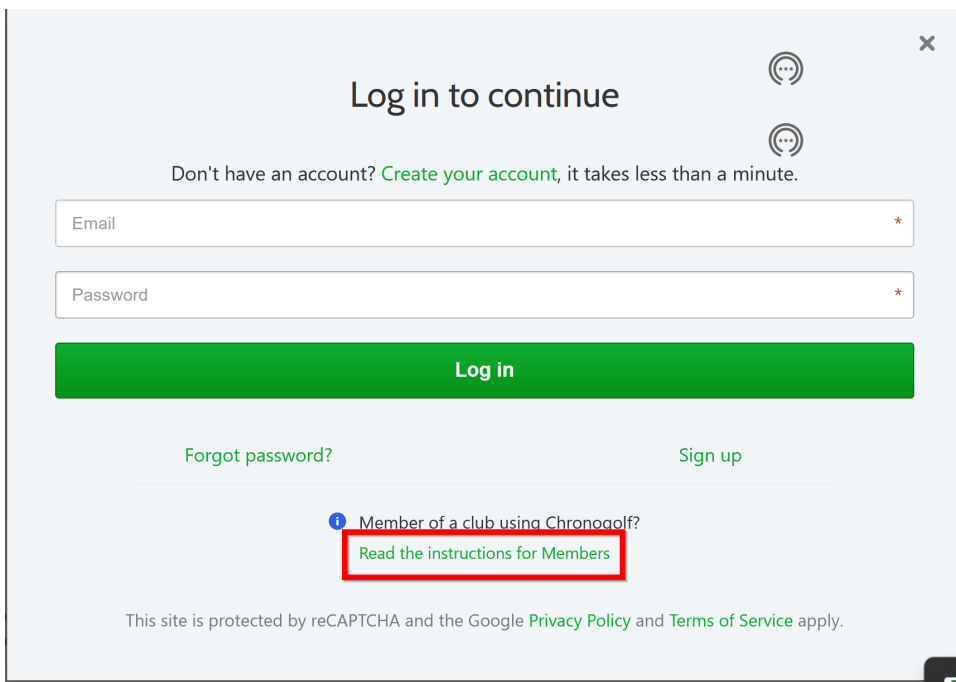 Log in to continue
Don't have an account? Create your account, it takes less than a minute.
Email *
Password *
Log in
Forgot password? Sign up
Member of a club using Chronogolf?
Read the instructions for Members
This site is protected by reCAPTCHA and the Google Privacy Policy and Terms of Service apply.